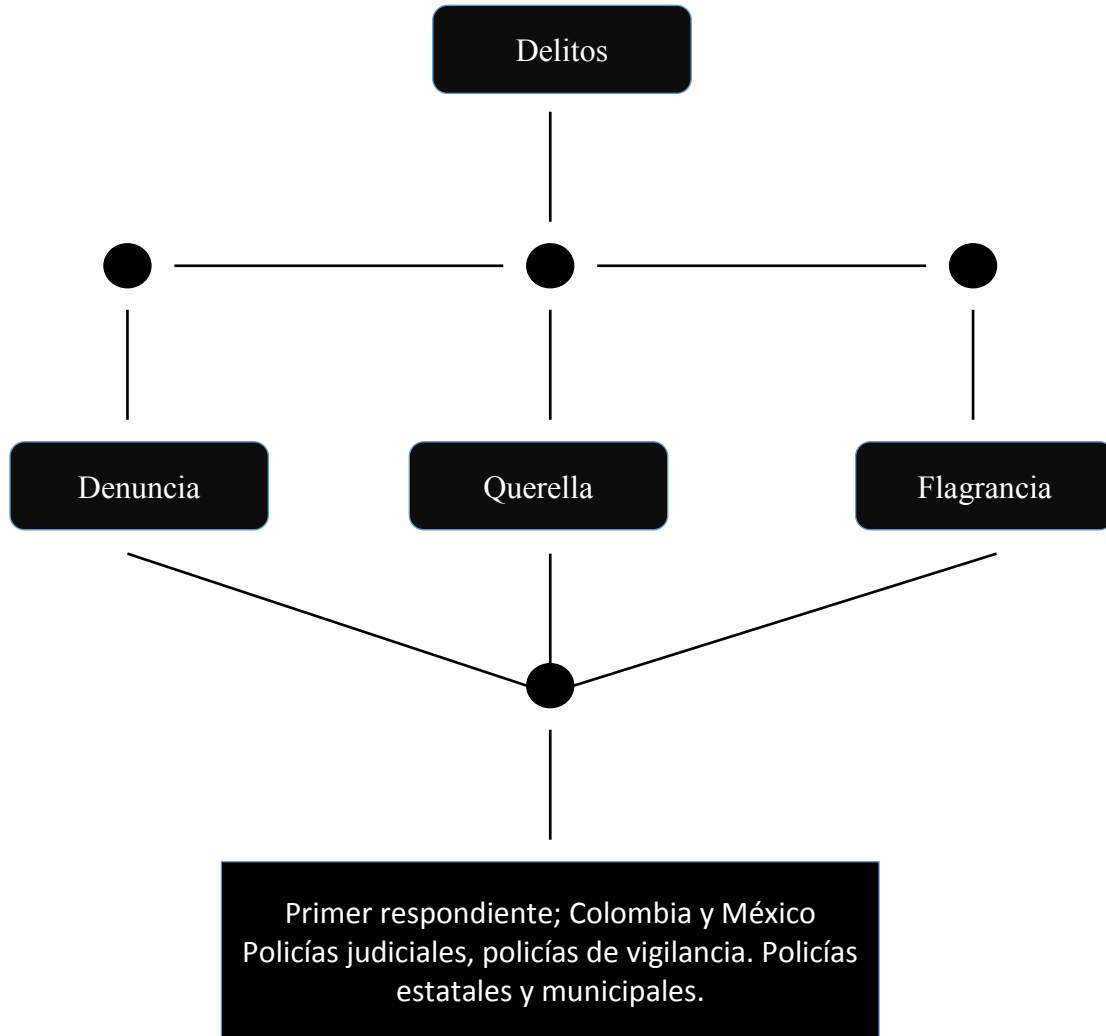 Delitos
Denuncia
Querella
Flagrancia
Primer respondiente; Colombia y México
Policías judiciales, policías de vigilancia. Policías
estatales y municipales.